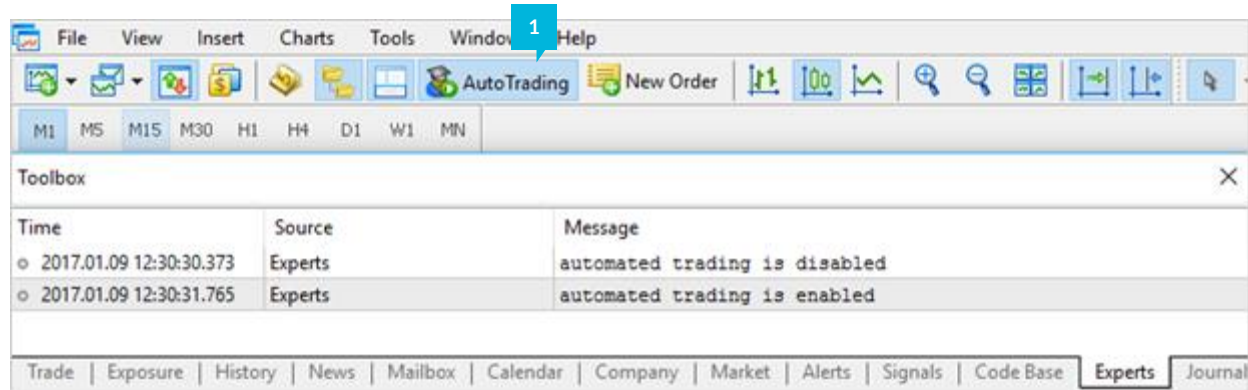 1
File View Insert Charts Tools Window Help
AutoTrading New Order
M1 M5 M15 M30 H1 H4 D1 W1 MN
Toolbox
Time Source Message
2017.01.09 12:30:30.373 Experts automated trading is disabled
2017.01.09 12:30:31.765 Experts automated trading is enabled
Trade | Exposure | History | News | Mailbox | Calendar | Company | Market | Alerts | Signals | Code Base | Experts | Journal